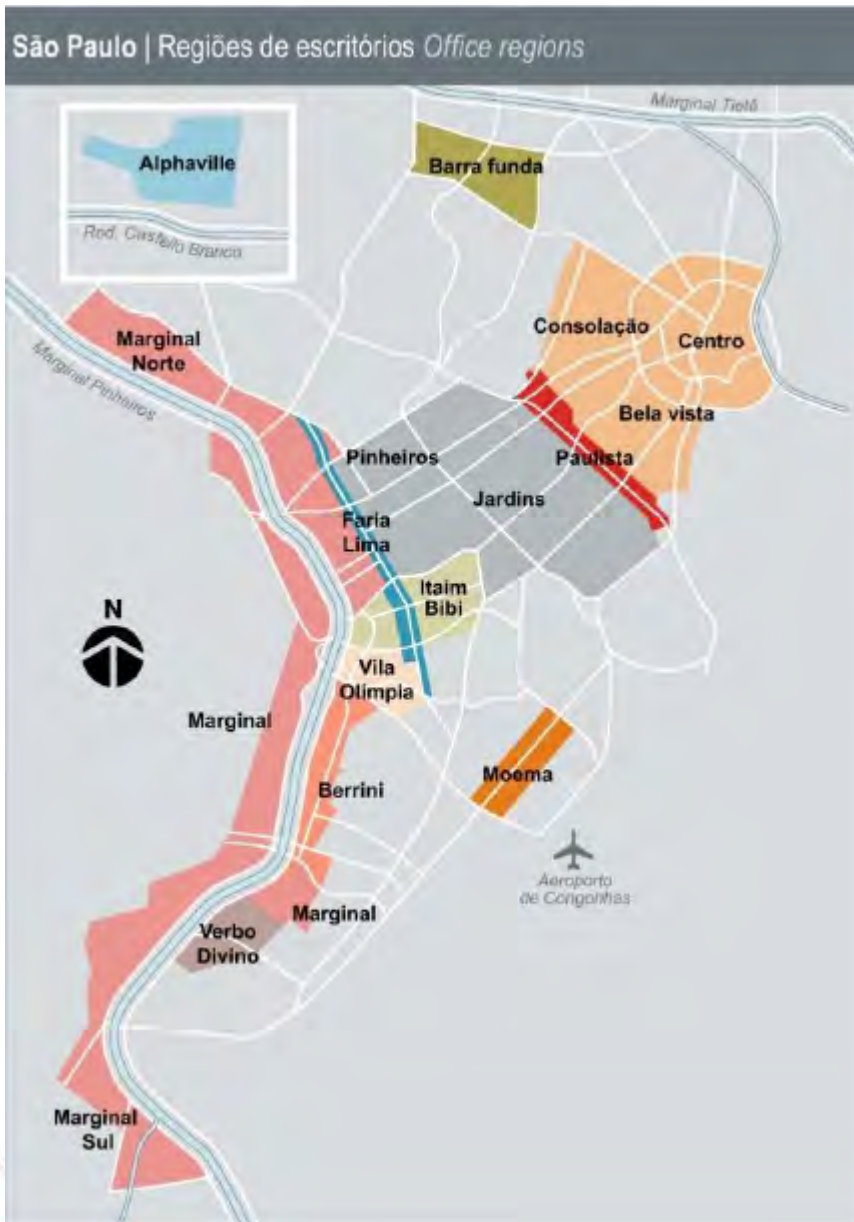 São Paulo | Regiões de escritórios Office regions
Marginal Tietê
Alphaville
Barra funda
Rod. Castello Branco
Consolação
Centro
Marginal
Norte
Marginal Pinheiros
Bela vista
Pinheiros
Paulista
Jardins
Faria
Lima
Itaim
Bibi
N
Vila
Olímpia
Marginal
Moema
Berrini
Aeroporto
de Congonhas
Marginal
Verbo
Divino
Marginal
Sul